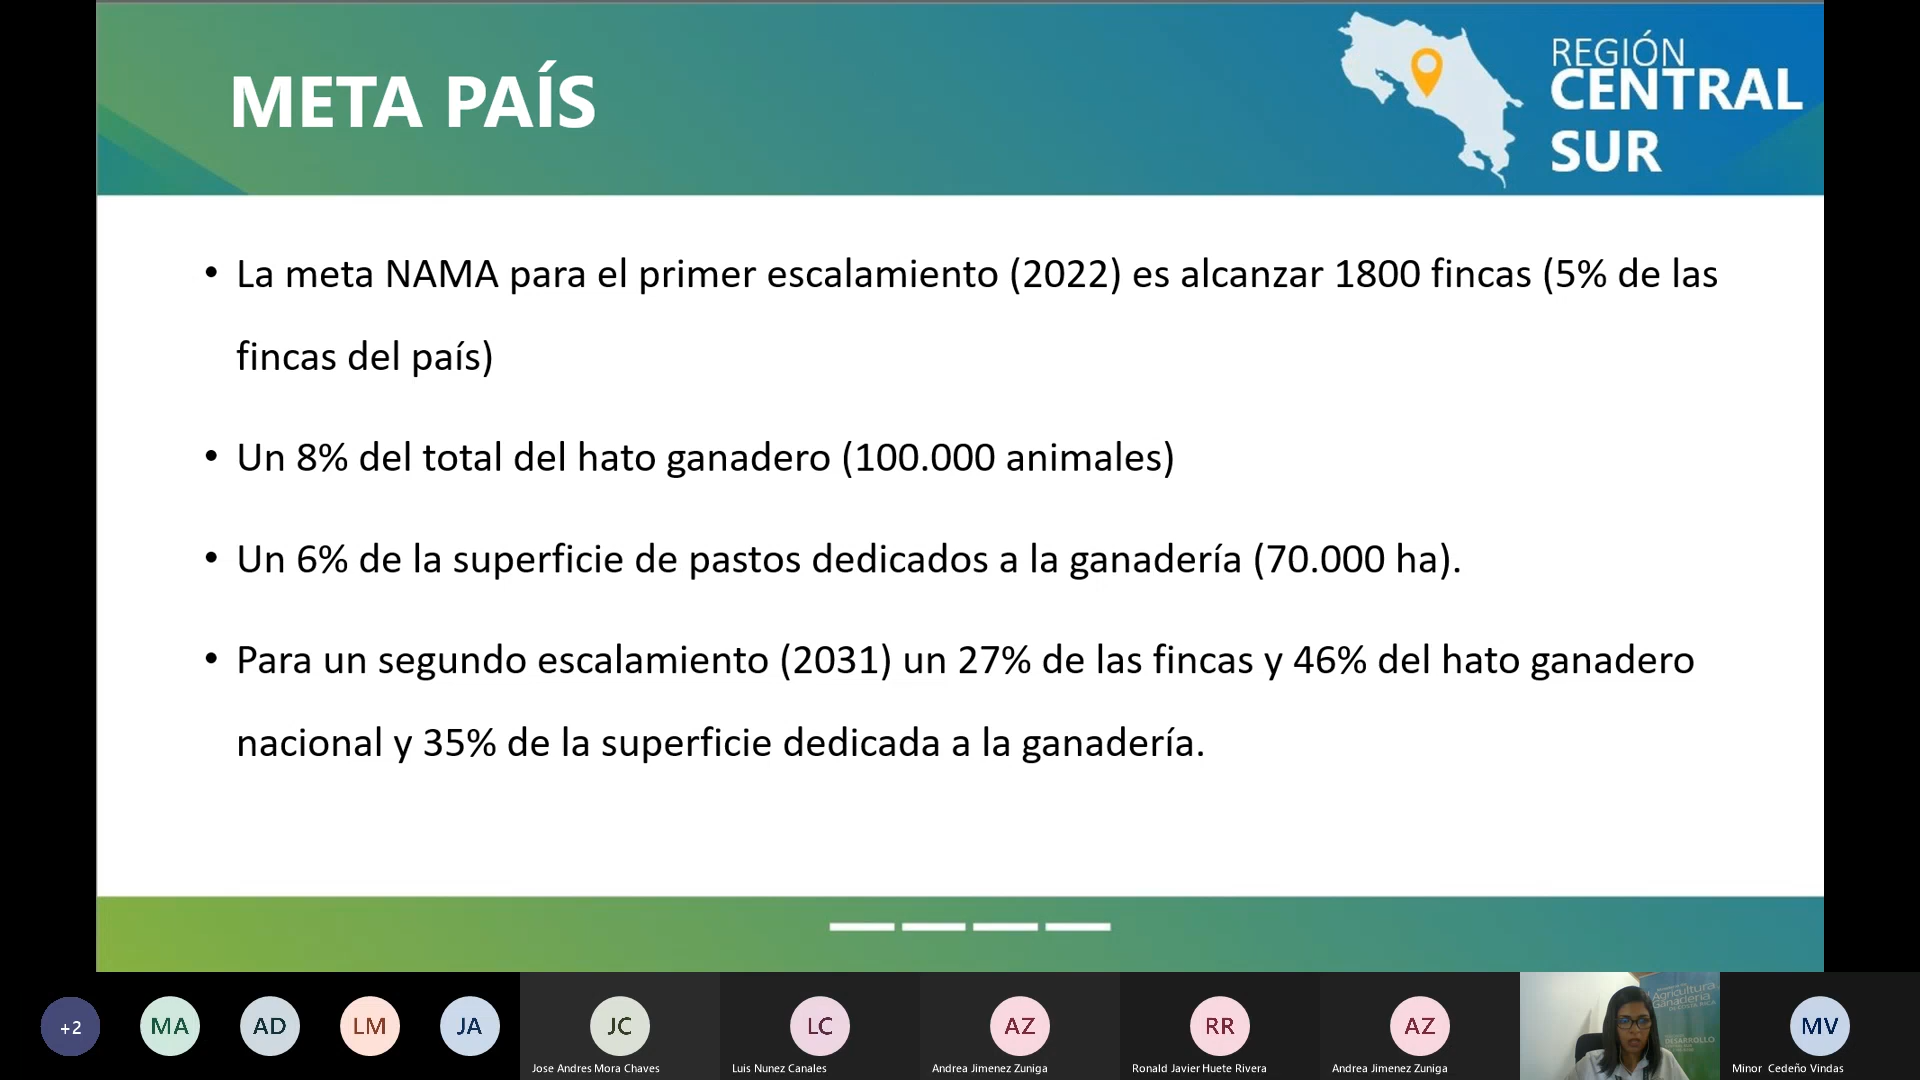 META PAÍS
REGIÓN
CENTRAL
SUR
• La meta NAMA para el primer escalamiento (2022) es alcanzar 1800 fincas (5% de las
fincas del país)
• Un 8% del total del hato ganadero (100.000 animales)
• Un 6% de la superficie de pastos dedicados a la ganadería (70.000 ha).
• Para un segundo escalamiento (2031) un 27% de las fincas y 46% del hato ganadero
nacional y 35% de la superficie dedicada a la ganadería.
+2
MA
AD
LM
JA
JC
Jose Andres Mora Chaves
LC
Luis Nunez Canales
AZ
Andrea Jimenez Zuniga
RR
Ronald Javier Huete Rivera
AZ
Andrea Jimenez Zuniga
Agricultura
Ganadería
MV
Minor Cedeño Vindas